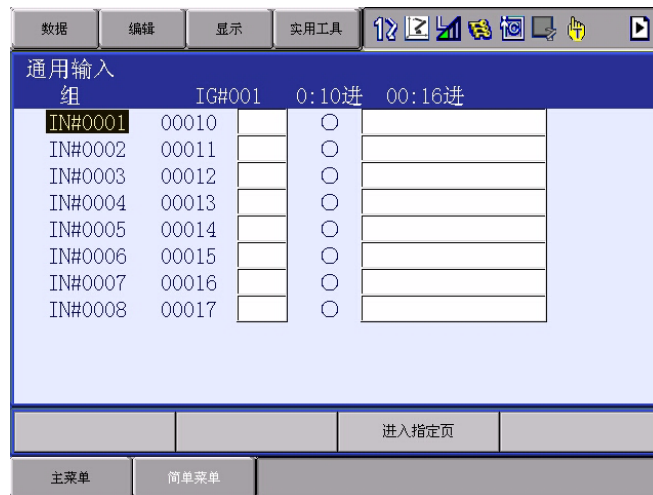 数据 编辑 显示 实用工具
通用输入
组 IG#001 0:10进 00:16进
IN#0001 00010
IN#0002 00011
IN#0003 00012
IN#0004 00013
IN#0005 00014
IN#0006 00015
IN#0007 00016
IN#0008 00017
进入指定页
主菜单 简单菜单